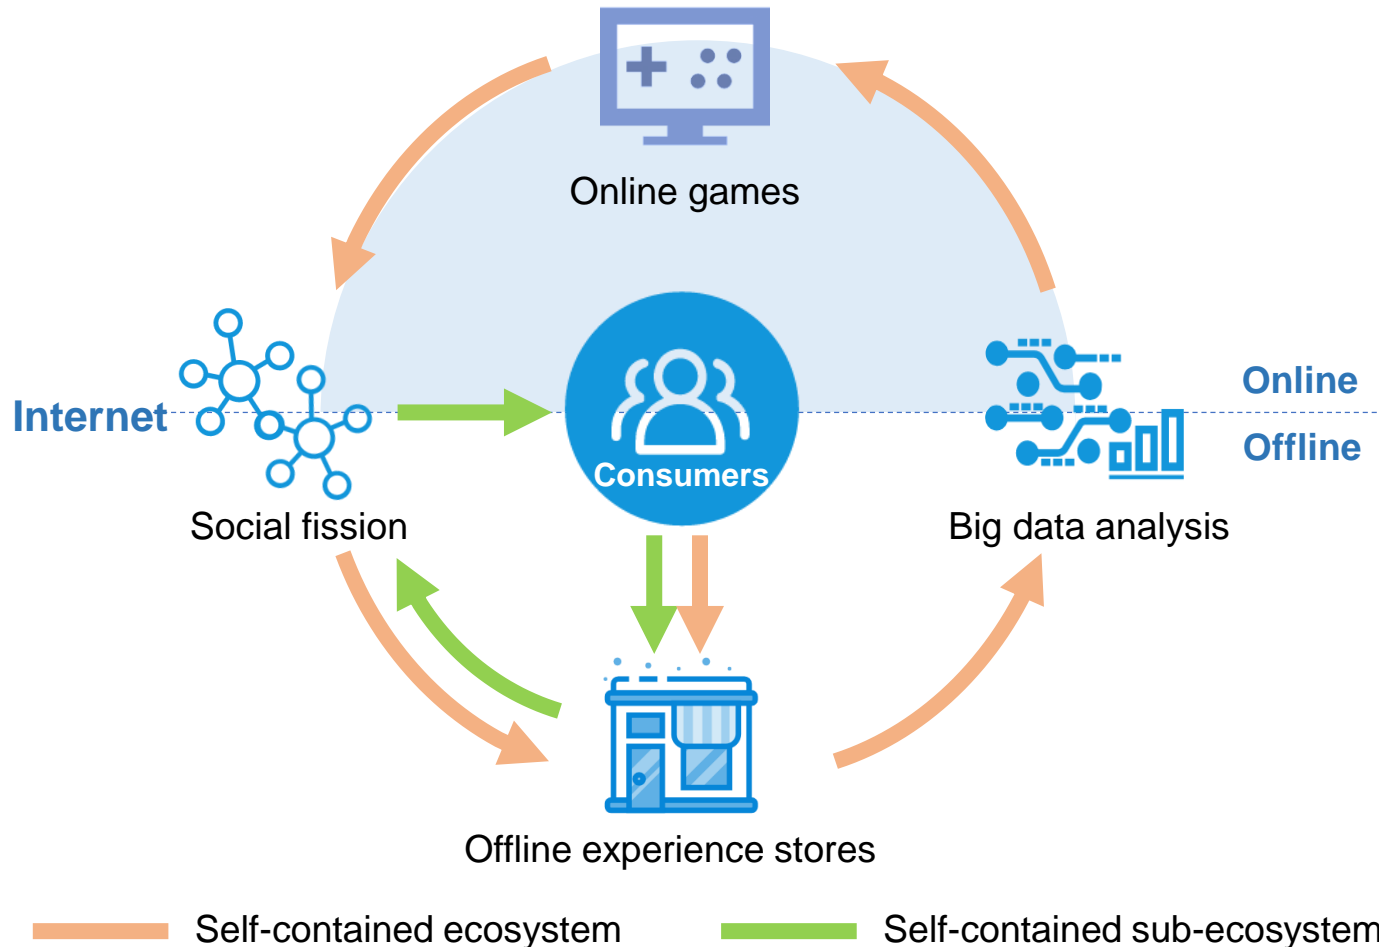 Online games
Internet
Online
Offline
Consumers
Social fission
Big data analysis
Offline experience stores
Self-contained ecosystem
Self-contained sub-ecosystem